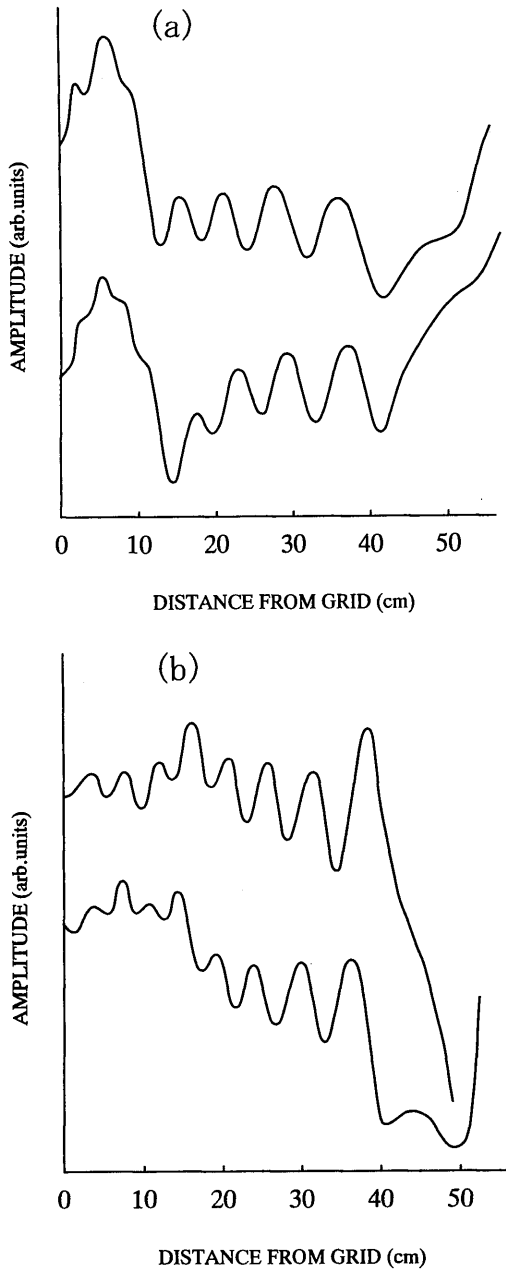 (a)
AMPLITUDE (arb.units)
0 10 20 30 40 50
DISTANCE FROM GRID (cm)
(b)
AMPLITUDE (arb.units)
0 10 20 30 40 50
DISTANCE FROM GRID (cm)